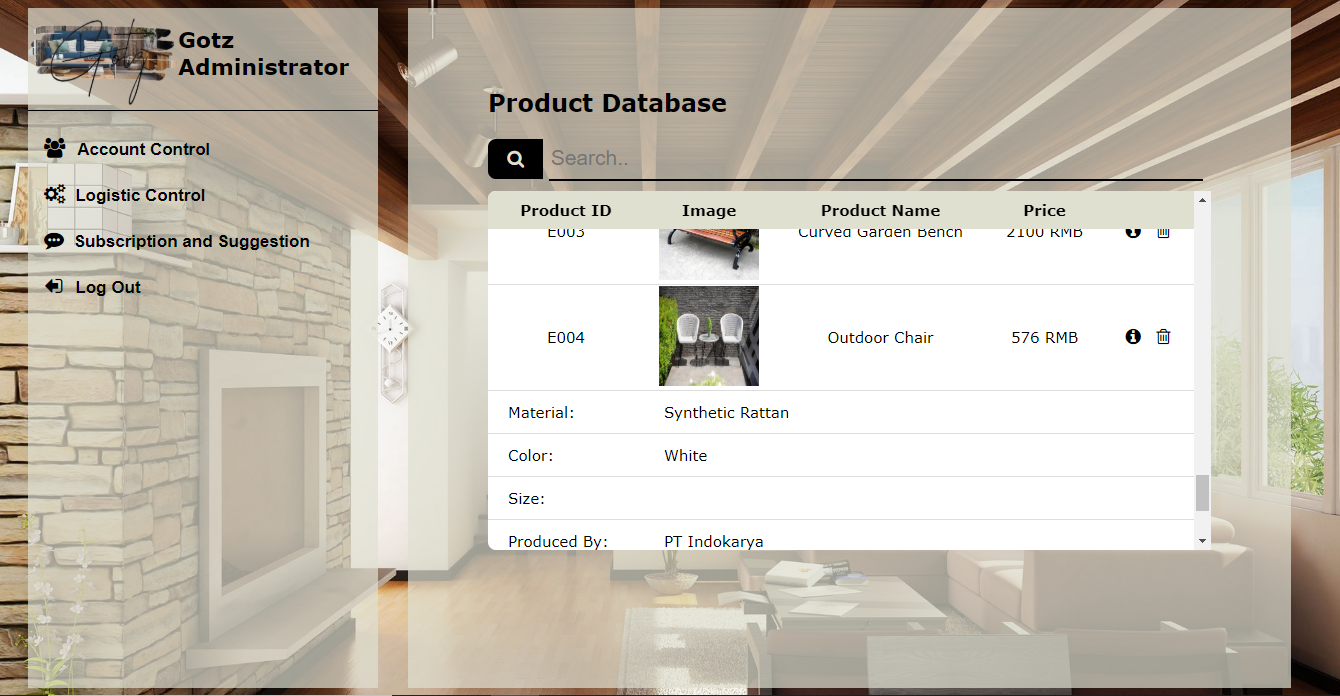 Gotz
Gotz
Administrator
Account Control
Logistic Control
Subscription and Suggestion
Log Out
Product Database
Search..
Product ID Image Product Name Price
E003 Curved Garden Bench 2100 RMB
E004 Outdoor Chair 576 RMB
Material: Synthetic Rattan
Color: White
Size:
Produced By: PT Indokarya